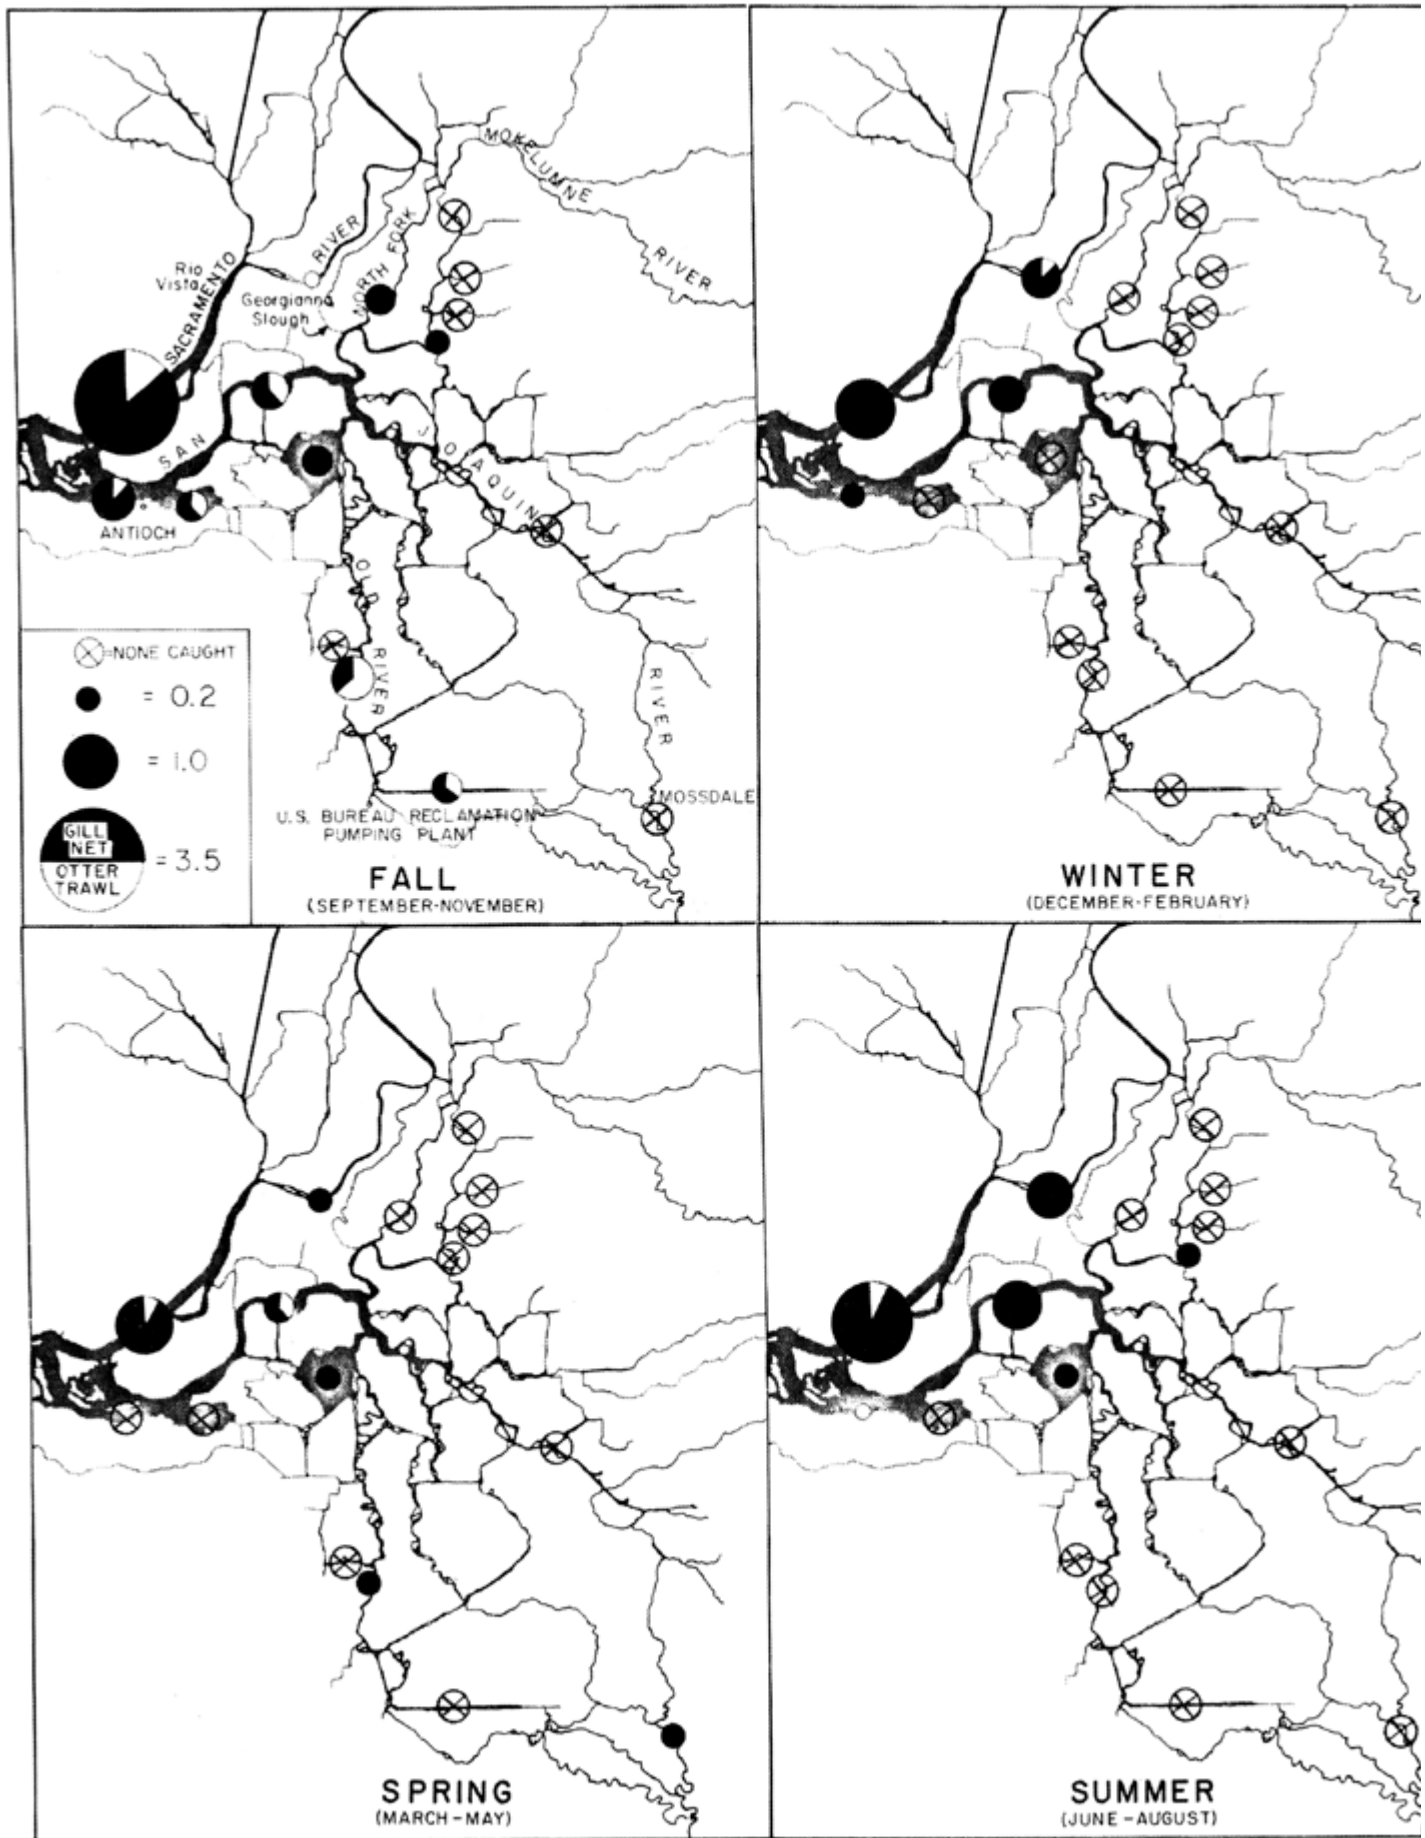 MOKELUMNE
RIVER
RIVER
NORTH FORK
Rio
Vista
SACRAMENTO
Georgianna
Slough
SAN
JOAQUIN
ANTIOCH
OLD
RIVER
RIVER
MOSSDALE
U.S. BUREAU RECLAMATION
PUMPING PLANT
=NONE CAUGHT
= 0.2
= 1.0
GILL
NET
OTTER
TRAWL
= 3.5
FALL
(SEPTEMBER-NOVEMBER)
WINTER
(DECEMBER-FEBRUARY)
SPRING
(MARCH-MAY)
SUMMER
(JUNE-AUGUST)